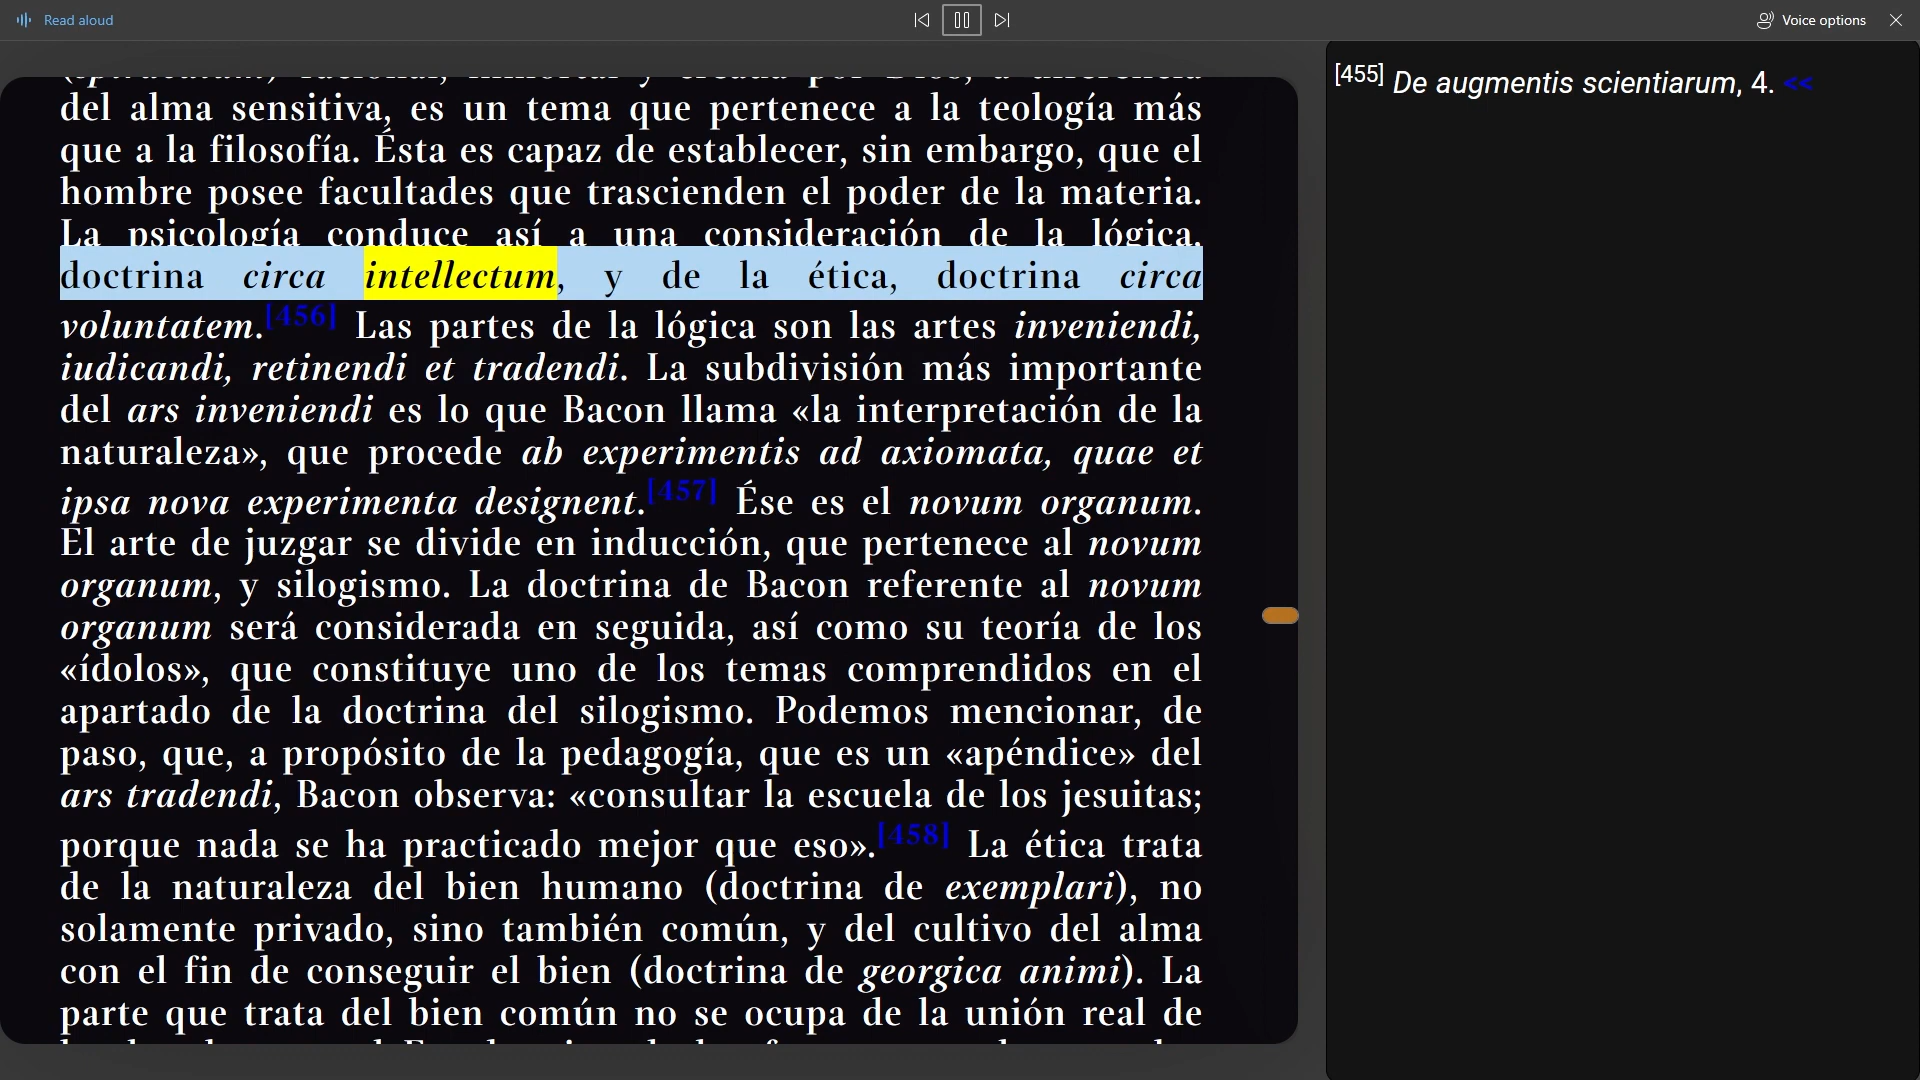 Read aloud
Voice options
del alma sensitiva, es un tema que pertenece a la teología más
que a la filosofía. Ésta es capaz de establecer, sin embargo, que el
hombre posee facultades que trascienden el poder de la materia.
La psicología conduce así a una consideración de la lógica,
doctrina circa intellectum, y de la ética, doctrina circa
voluntatem.[456] Las partes de la lógica son las artes inveniendi,
iudicandi, retinendi et tradendi. La subdivisión más importante
del ars inveniendi es lo que Bacon llama «la interpretación de la
naturaleza», que procede ab experimentis ad axiomata, quae et
ipsa nova experimenta designent.[457] Ése es el novum organum.
El arte de juzgar se divide en inducción, que pertenece al novum
organum, y silogismo. La doctrina de Bacon referente al novum
organum será considerada en seguida, así como su teoría de los
«ídolos», que constituye uno de los temas comprendidos en el
apartado de la doctrina del silogismo. Podemos mencionar, de
paso, que, a propósito de la pedagogía, que es un «apéndice» del
ars tradendi, Bacon observa: «consultar la escuela de los jesuitas;
porque nada se ha practicado mejor que eso».[458] La ética trata
de la naturaleza del bien humano (doctrina de exemplari), no
solamente privado, sino también común, y del cultivo del alma
con el fin de conseguir el bien (doctrina de georgica animi). La
parte que trata del bien común no se ocupa de la unión real de
[455] De augmentis scientiarum, 4. <<